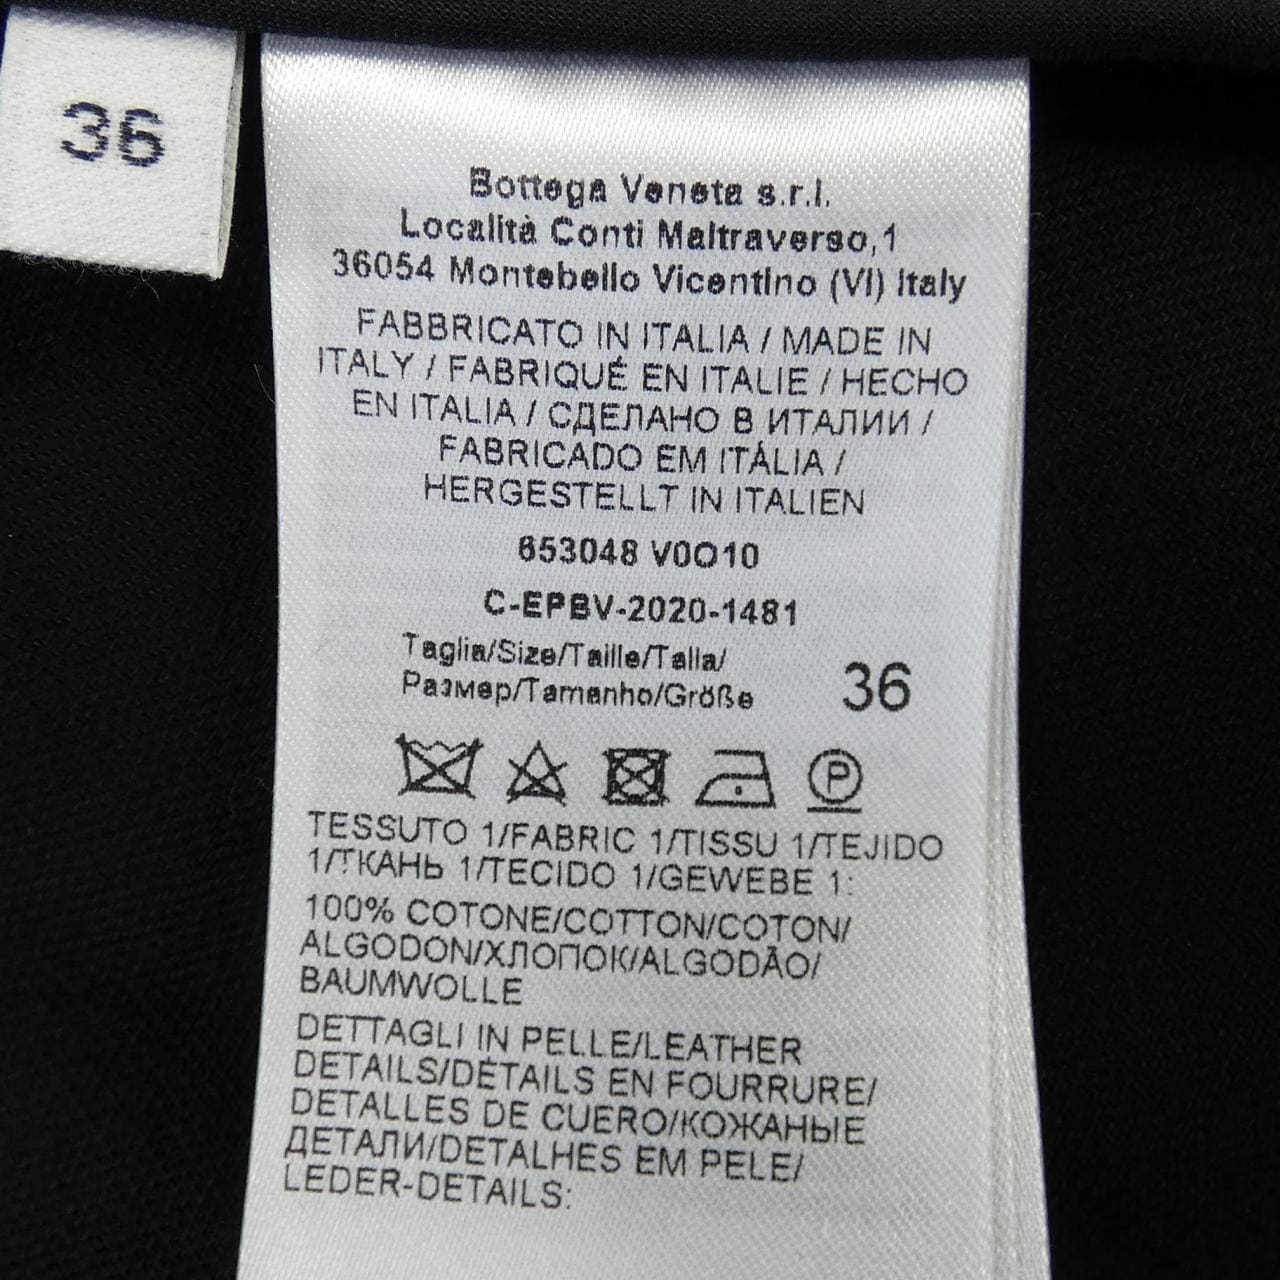 36
Bottega Veneta s.r.l.
Località Conti Maltraverso,1
36054 Montebello Vicentino (VI) Italy
FABBRICATO IN ITALIA / MADE IN
ITALY / FABRIQUÉ EN ITALIE / HECHO
EN ITALIA / СДЕЛАНО В ИТАЛИИ /
FABRICADO EM ITÁLIA /
HERGESTELLT IN ITALIEN
653048 V0O10
C-EPBV-2020-1481
Taglia/Size/Taille/Talla/
Размер/Tamanho/Größe 36
P
TESSUTO 1/FABRIC 1/TISSU 1/TEJIDO
1/ТКАНЬ 1/TECIDO 1/GEWEBE 1:
100% COTONE/COTTON/COTON/
ALGODON/ХЛОПОК/ALGODÃO/
BAUMWOLLE
DETTAGLI IN PELLE/LEATHER
DETAILS/DÉTAILS EN FOURRURE/
DETALLES DE CUERO/КОЖАНЫЕ
ДЕТАЛИ/DETALHES EM PELE/
LEDER-DETAILS: